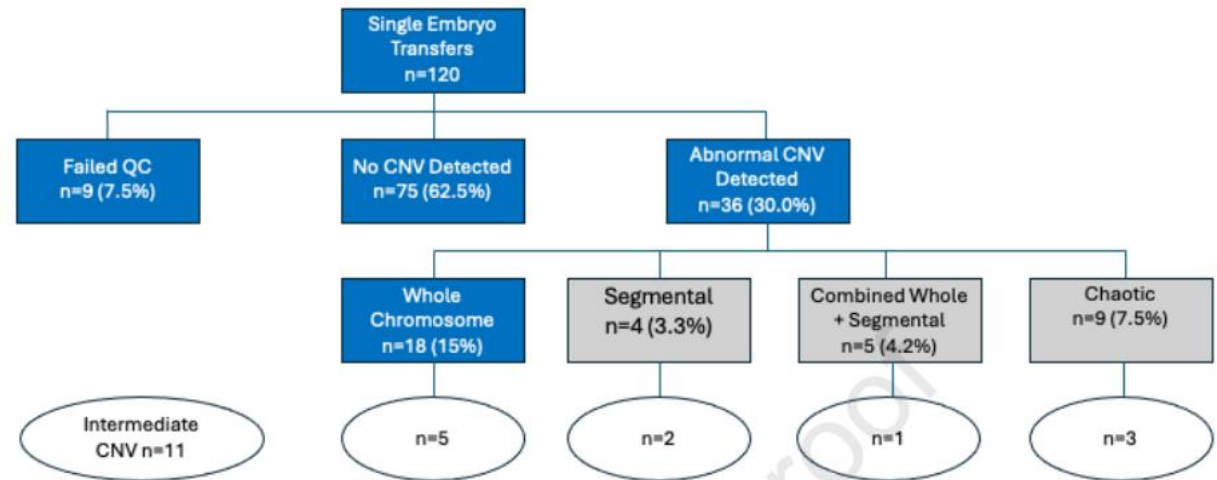 Single Embryo
Transfers
n=120
Failed QC
n=9 (7.5%)
No CNV Detected
n=75 (62.5%)
Abnormal CNV
Detected
n=36 (30.0%)
Whole
Chromosome
n=18 (15%)
Segmental
n=4 (3.3%)
Combined Whole
+ Segmental
n=5 (4.2%)
Chaotic
n=9 (7.5%)
Intermediate
CNV n=11
n=5
n=2
n=1
n=3